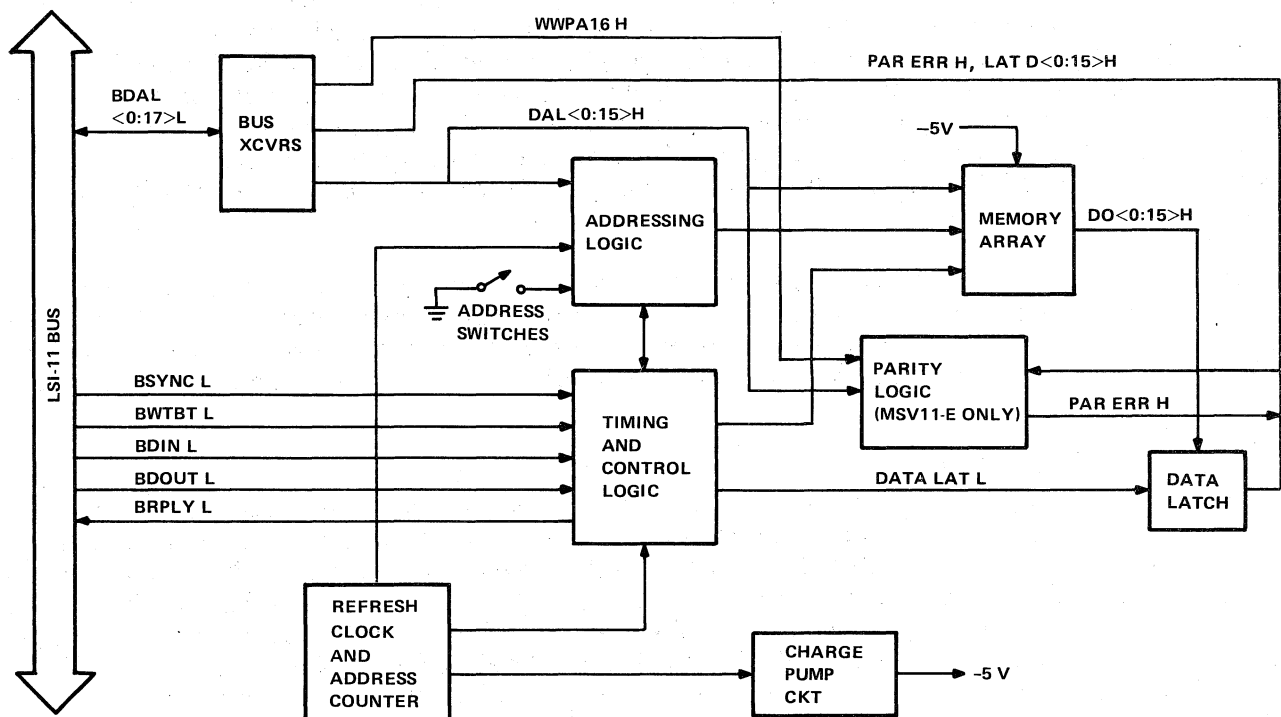 WWPA16 H
PAR ERR H, LAT D<0:15>H
BDAL
<0:17>L
BUS
XCVRS
DAL<0:15>H
–5V
ADDRESSING
LOGIC
MEMORY
ARRAY
DO<0:15>H
ADDRESS
SWITCHES
LSI-11 BUS
PARITY
LOGIC
(MSV11-E ONLY)
PAR ERR H
BSYNC L
BWTBT L
BDIN L
BDOUT L
BRPLY L
TIMING
AND
CONTROL
LOGIC
DATA LAT L
DATA
LATCH
REFRESH
CLOCK
AND
ADDRESS
COUNTER
CHARGE
PUMP
CKT
–5 V